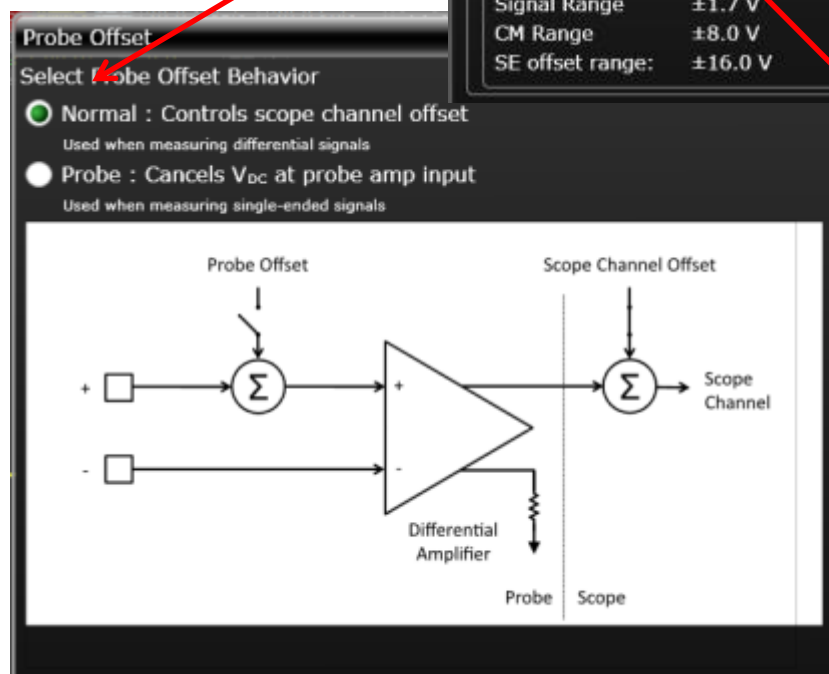 Signal Range ±1.7 V
CM Range ±8.0 V
SE offset range: ±16.0 V
Probe Offset
Select Probe Offset Behavior
Normal : Controls scope channel offset
Used when measuring differential signals
Probe : Cancels VDC at probe amp input
Used when measuring single-ended signals
Probe Offset
Scope Channel Offset
+ Σ + Σ Scope
Channel
- -
Differential
Amplifier
Probe Scope